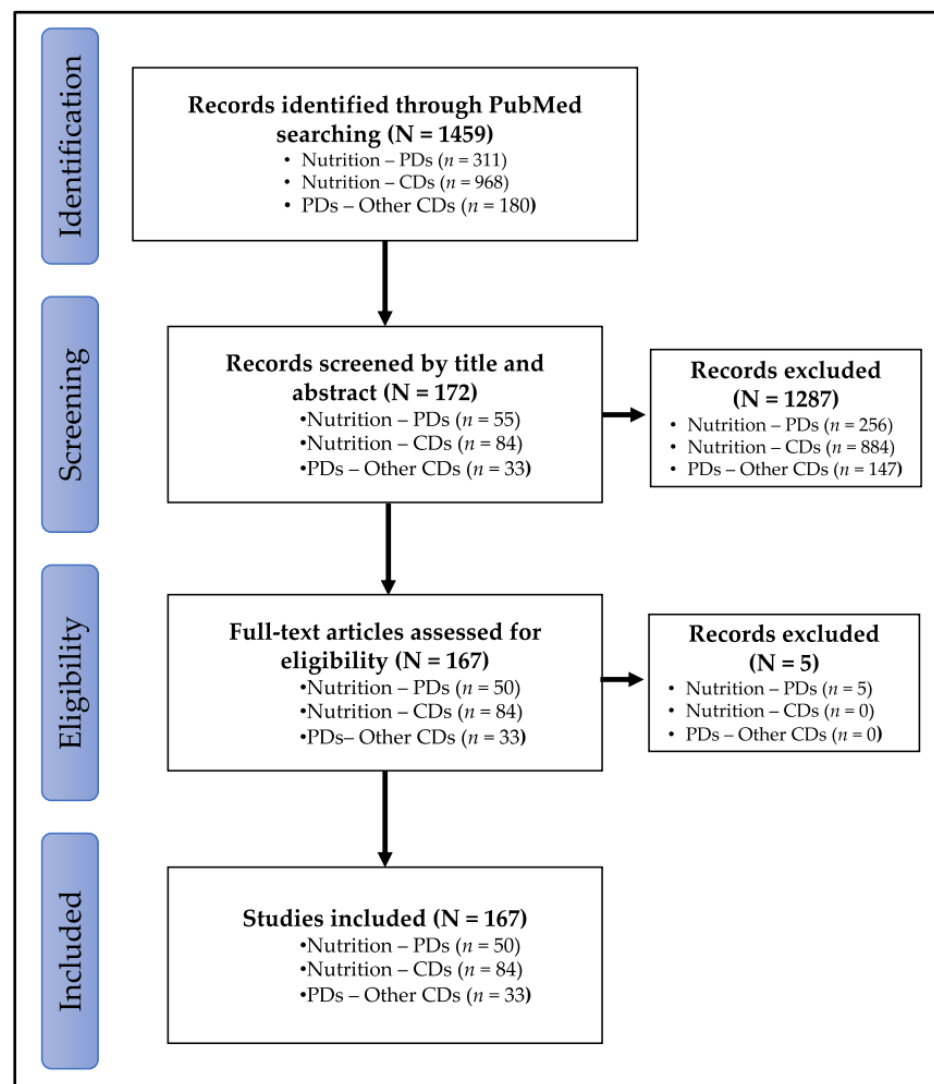 Identification
Records identified through PubMed
searching (N = 1459)
• Nutrition – PDs (n = 311)
• Nutrition – CDs (n = 968)
• PDs – Other CDs (n = 180)
Screening
Records screened by title and
abstract (N = 172)
•Nutrition – PDs (n = 55)
•Nutrition – CDs (n = 84)
•PDs – Other CDs (n = 33)
Records excluded
(N = 1287)
• Nutrition – PDs (n = 256)
• Nutrition – CDs (n = 884)
• PDs – Other CDs (n = 147)
Eligibility
Full-text articles assessed for
eligibility (N = 167)
•Nutrition – PDs (n = 50)
•Nutrition – CDs (n = 84)
•PDs– Other CDs (n = 33)
Records excluded
(N = 5)
• Nutrition – PDs (n = 5)
• Nutrition – CDs (n = 0)
• PDs – Other CDs (n = 0)
Included
Studies included (N = 167)
•Nutrition – PDs (n = 50)
•Nutrition – CDs (n = 84)
•PDs – Other CDs (n = 33)